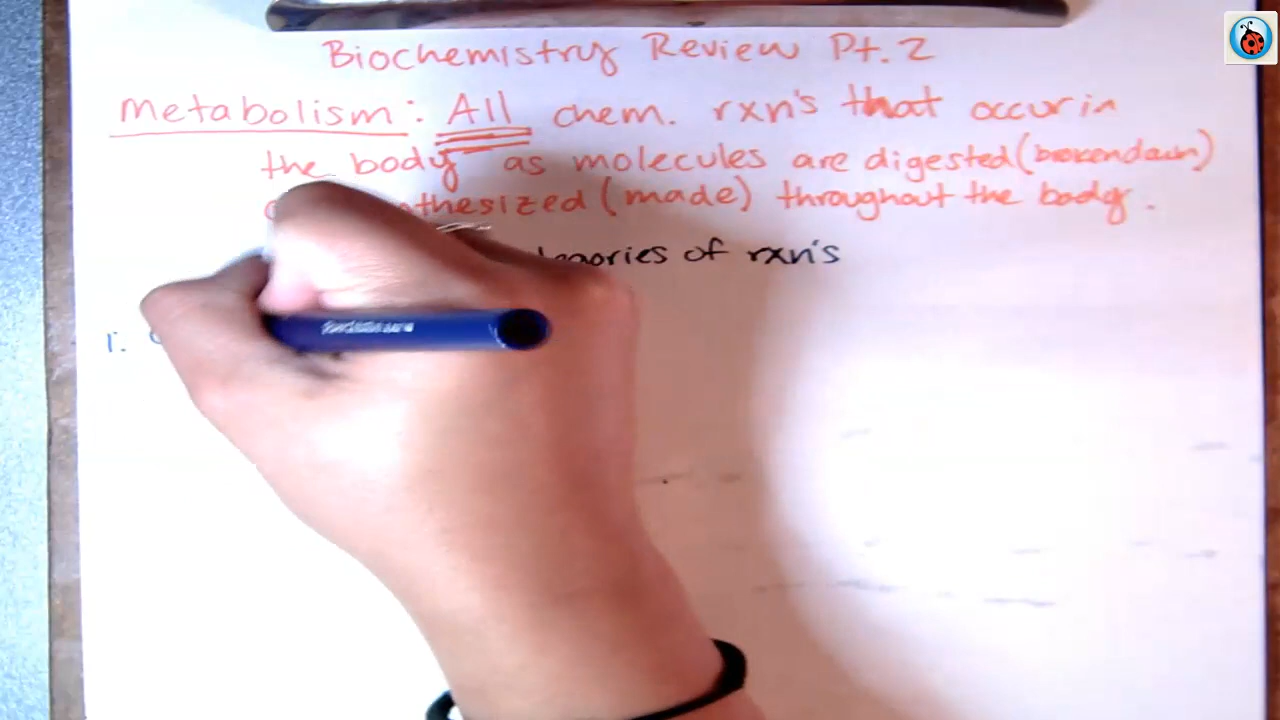 Biochemistry Review Pt. 2
Metabolism: All chem. rxn's that occur in
the body as molecules are digested (broken down)
(made) throughout the body.
of rxn's
1.